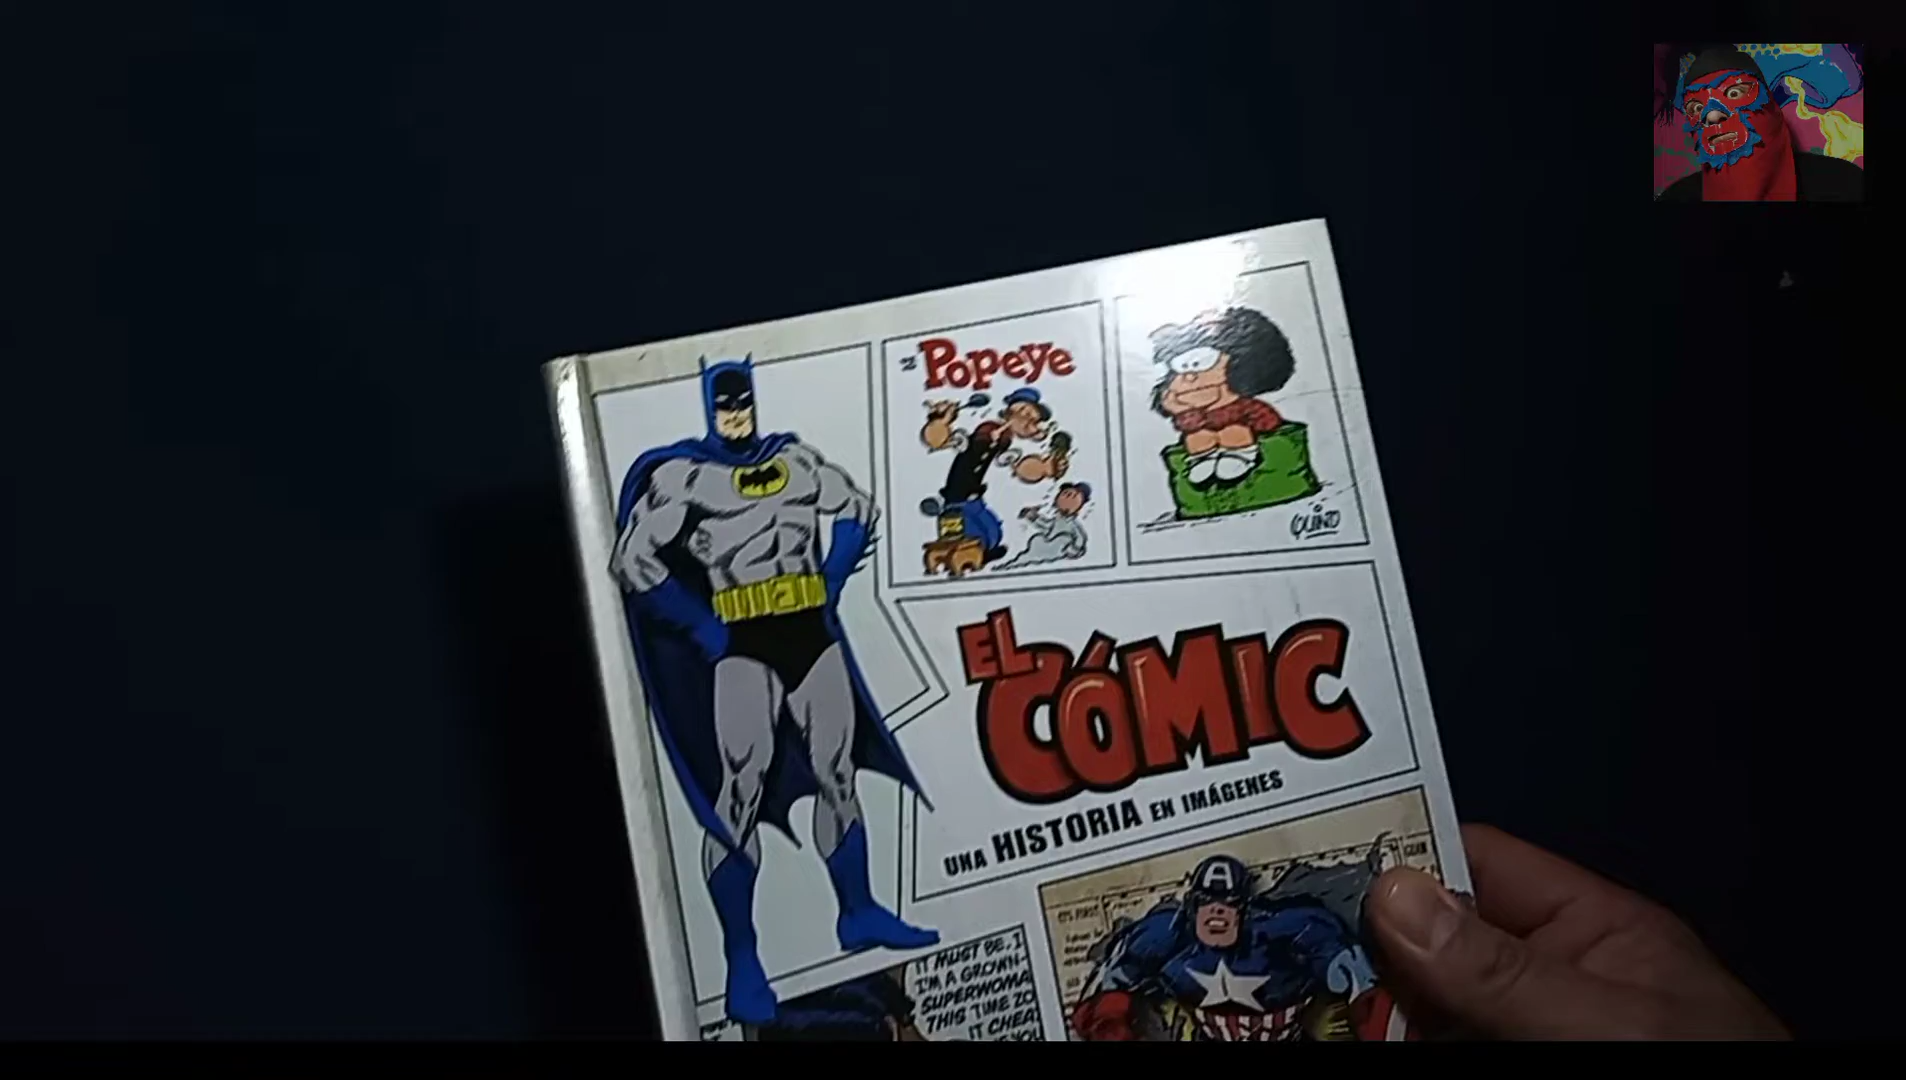 Popeye
QUINO
EL
CÓMIC
UNA HISTORIA EN IMÁGENES
A
IT MUST BE. I
I'M A GROWN-
SUPERWOMA
THIS TIME ZO
IT CHEA